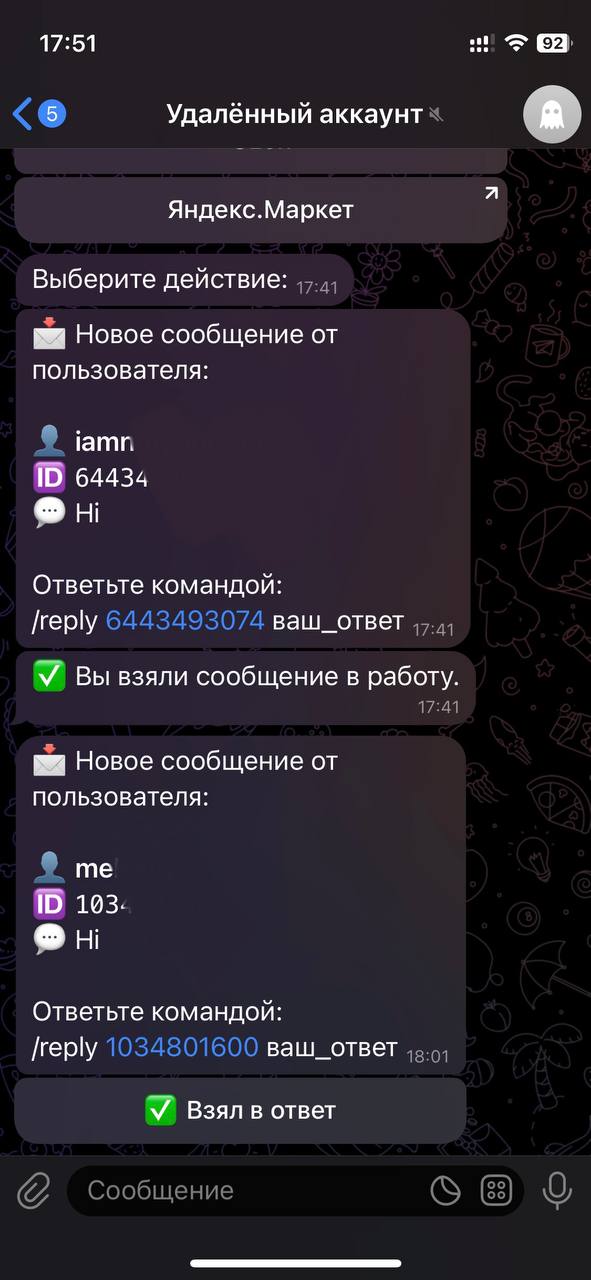 17:51
92
5
Удалённый аккаунт
Яндекс.Маркет
Выберите действие: 17:41
Новое сообщение от
пользователя:
iamn
ID 64434
Hi
Ответьте командой:
/reply 6443493074 ваш_ответ 17:41
Вы взяли сообщение в работу.
17:41
Новое сообщение от
пользователя:
me
ID 1034
Hi
Ответьте командой:
/reply 1034801600 ваш_ответ 18:01
Взял в ответ
Сообщение